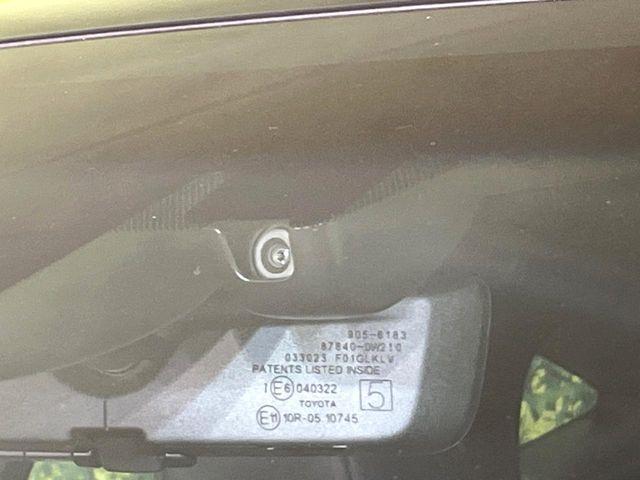 905-6183
87840-0W210
033023 F01GLKLW
PATENTS LISTED INSIDE
I E6 040322 5
TOYOTA
E11 10R-05 10745